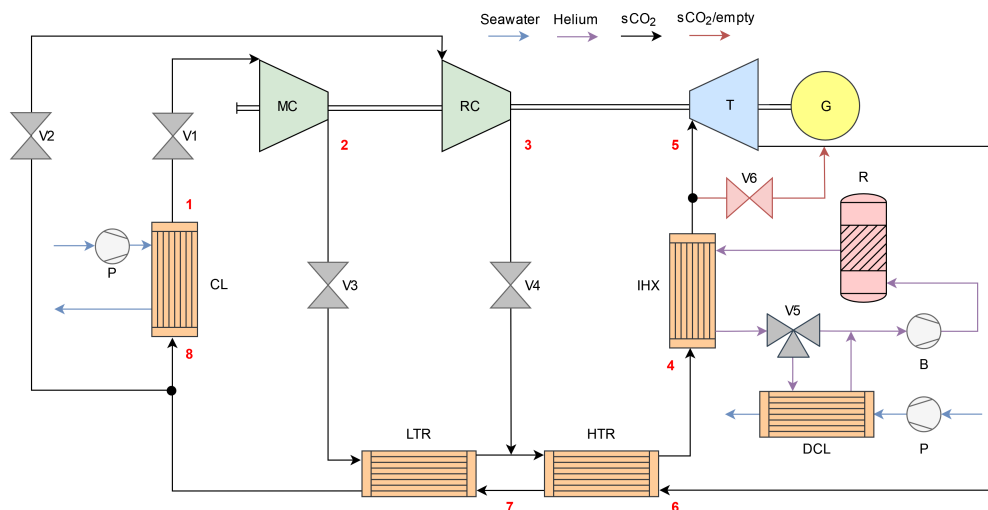 Seawater Helium sCO₂ sCO₂/empty
MC RC T G
V2 V1
2 3 5
V6 R
1
P CL V3 V4 IHX
V5
8 4
B
LTR HTR
DCL P
7 6